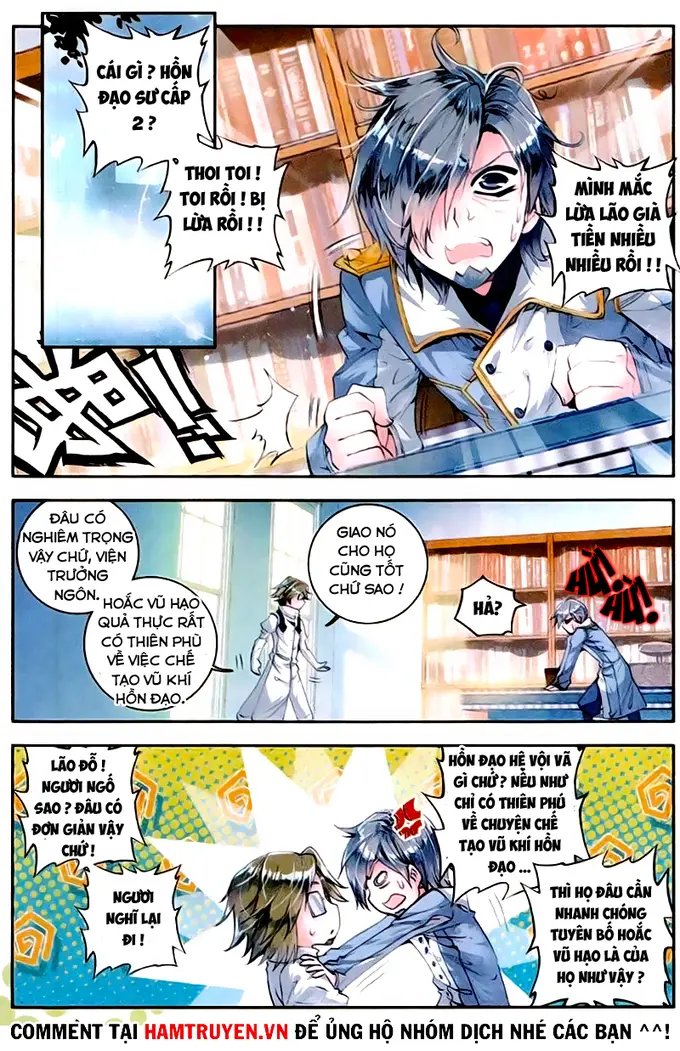 CÁI GÌ ? HỒN
ĐẠO SƯ CẤP
2 ?
THOI TOI !
TOI RỒI ! BỊ
LỪA RỒI ! !
MÌNH MẮC
LỪA LÃO GIÀ
TIỀN NHIỀU
NHIỀU RỒI ! !
ĐÂU CÓ
NGHIÊM TRỌNG
VẬY CHỨ, VIỆN
TRƯỞNG
NGÔN.
HOẮC VŨ HẠO
QUẢ THỰC RẤT
CÓ THIÊN PHÙ
VỀ VIỆC CHẾ
TẠO VŨ KHÍ
HỒN ĐẠO.
GIAO NÓ
CHO HỌ
CŨNG TỐT
CHỨ SAO !
HẢ?
HỪ!
HỪ!
LÃO ĐỖ !
NGƯƠI NGỐ
SAO ? ĐÂU CÓ
ĐƠN GIẢN VẬY
CHỨ !
NGƯƠI
NGHĨ LẠI
ĐI !
HỒN ĐẠO HỆ VỘI VÃ
GÌ CHỨ ? NẾU NHƯ
CHỈ CÓ THIÊN PHÚ
VỀ CHUYỆN CHẾ
TẠO VŨ KHÍ HỒN
ĐẠO ...
THÌ HỌ ĐÂU CẦN
NHANH CHÓNG
TUYÊN BỐ HOẮC
VŨ HẠO LÀ CỦA
HỌ NHƯ VẬY ?
COMMENT TẠI HAMTRUYEN.VN ĐỂ ỦNG HỘ NHÓM DỊCH NHÉ CÁC BẠN ^^!